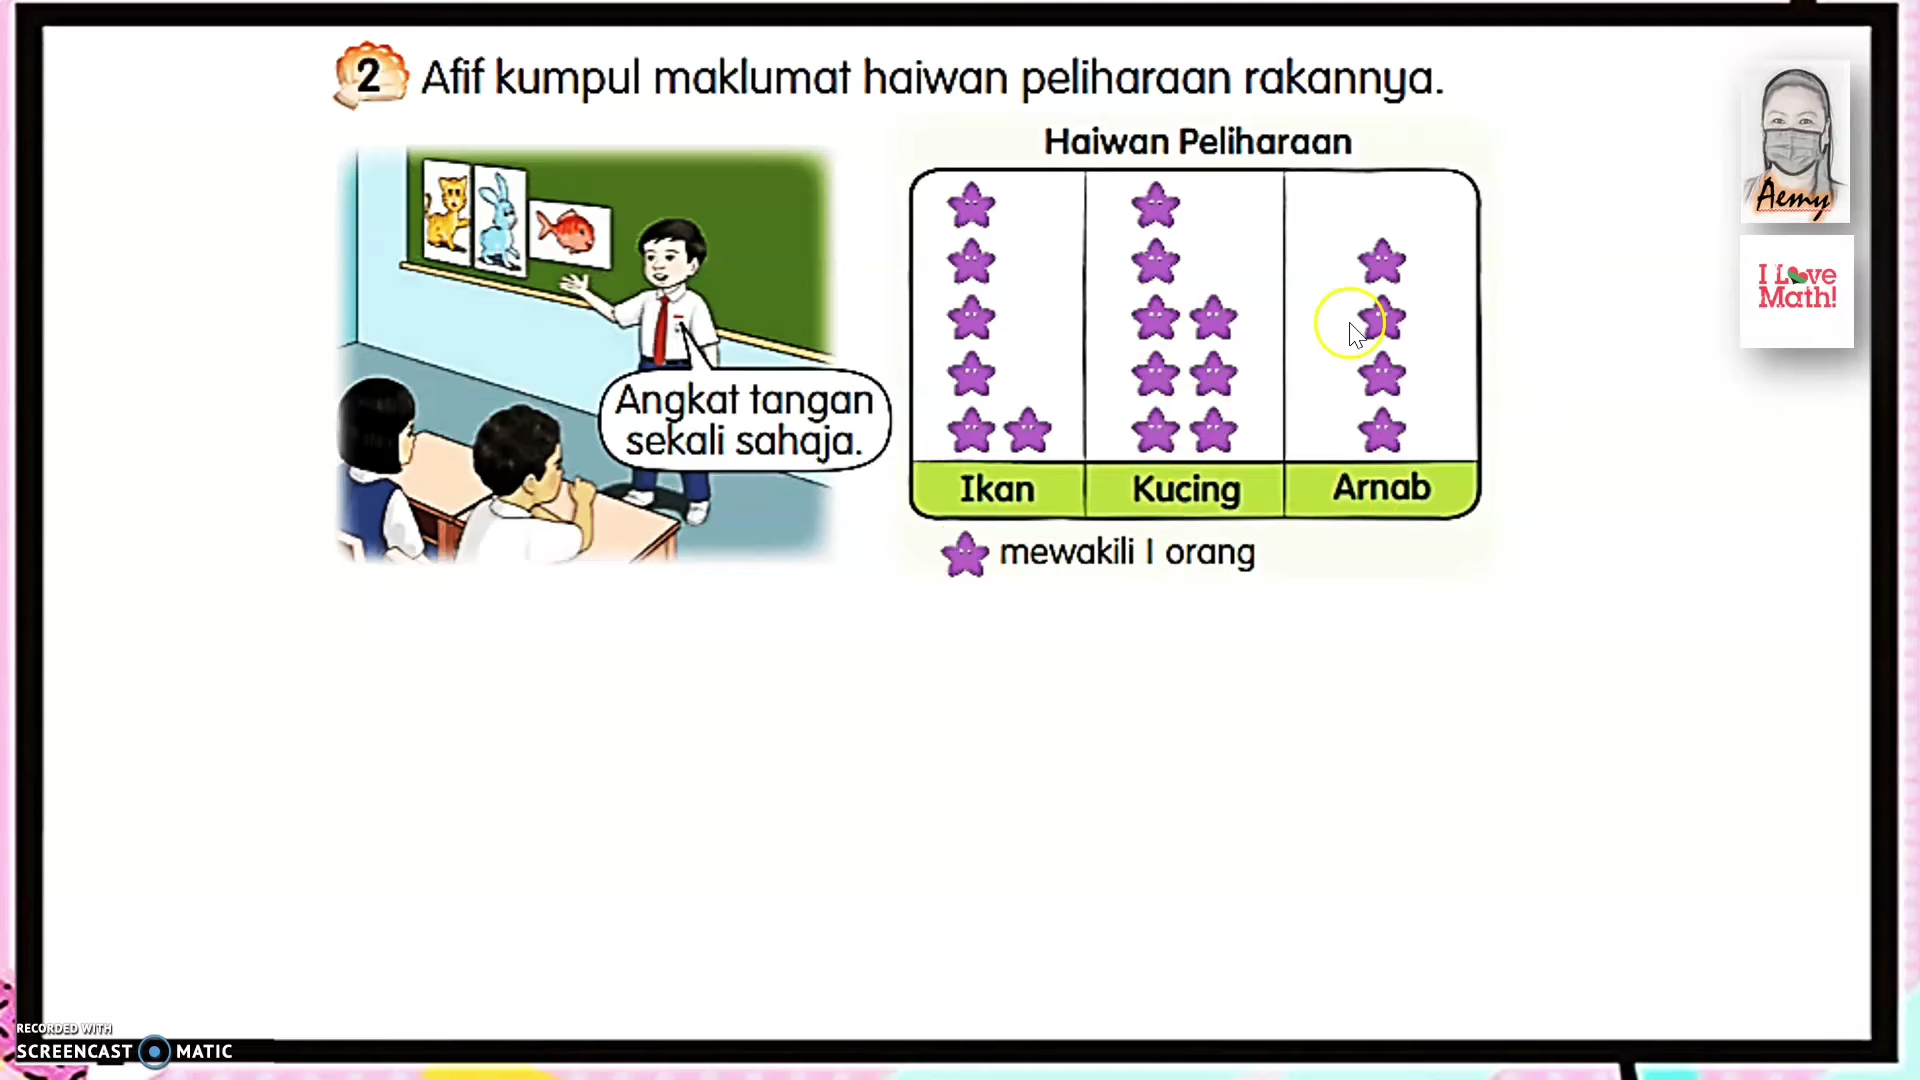 2 Afif kumpul maklumat haiwan peliharaan rakannya.
Haiwan Peliharaan
Angkat tangan
sekali sahaja.
Ikan Kucing Arnab
mewakili 1 orang
Aemy
I Love
Math!
RECORDED WITH
SCREENCAST MATIC